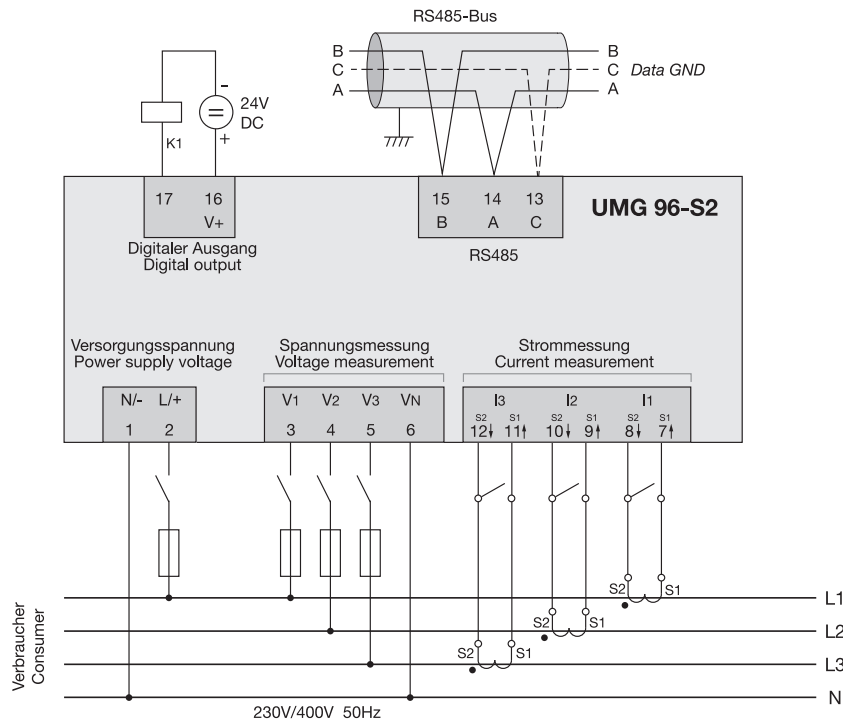 RS485-Bus
B B
C C Data GND
A A
-
24V
DC
+
K1
17 16
V+
Digitaler Ausgang
Digital output
15 14 13
B A C
RS485
UMG 96-S2
Versorgungsspannung
Power supply voltage
Spannungsmessung
Voltage measurement
Strommessung
Current measurement
N/- L/+
1 2
V1 V2 V3 VN
3 4 5 6
I3 I2 I1
S2 S1 S2 S1 S2 S1
12 11 10 9 8 7
S2 S1
S2 S1
S2 S1
L1
L2
L3
N
Verbraucher
Consumer
230V/400V 50Hz